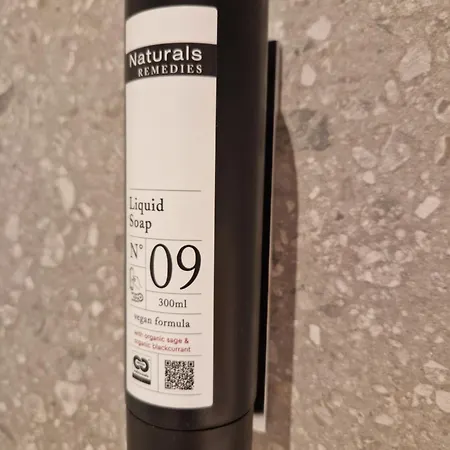 Naturals
REMEDIES
Liquid
Soap
N°
09
300ml
vegan formula
with organic sage &
organic blackcurrant